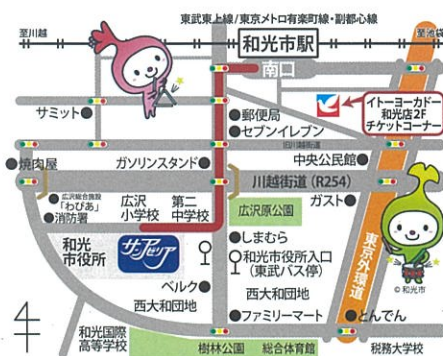 東武東上線/東京メトロ有楽町線・副都心線
至川越
和光市駅
至池袋
南口
サミット
郵便局
セブンイレブン
イトーヨーカドー
和光店2F
チケットコーナー
旧川越街道
焼肉屋
ガソリンスタンド
中央公民館
川越街道 (R254)
広沢総合施設
「わぴあ」
消防署
広沢
小学校
第二
中学校
広沢原公園
ガスト
東京外環道
和光
市役所
サンアゼリア
しまむら
和光市役所入口
(東武バス停)
© 和光市
ベルク
西大和団地
西大和団地
ファミリーマート
とんでん
和光国際
高等学校
樹林公園
総合体育館
税務大学校